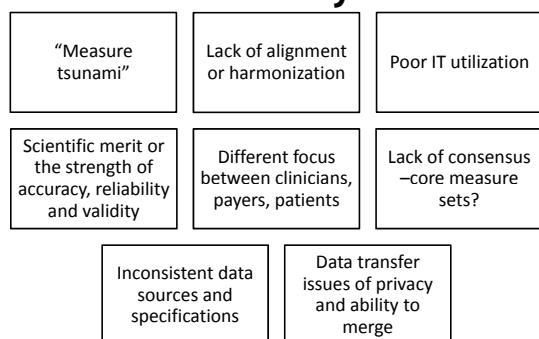 “Measure
tsunami”
Lack of alignment
or harmonization
Poor IT utilization
Scientific merit or
the strength of
accuracy, reliability
and validity
Different focus
between clinicians,
payers, patients
Lack of consensus
–core measure
sets?
Inconsistent data
sources and
specifications
Data transfer
issues of privacy
and ability to
merge